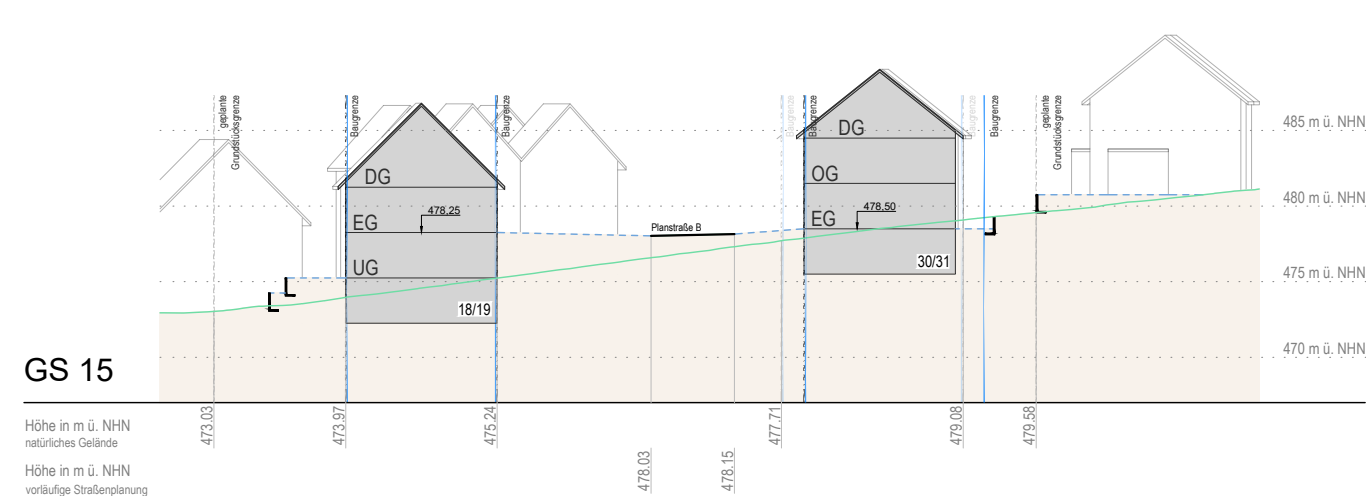 geplante
Grundstücksgrenze
Baugrenze
Baugrenze
Baugrenze
Baugrenze
Baugrenze
geplante
Grundstücksgrenze
485 m ü. NHN
DG
OG
DG
480 m ü. NHN
EG
478,25
478,50
EG
Planstraße B
UG
30/31
475 m ü. NHN
18/19
470 m ü. NHN
GS 15
Höhe in m ü. NHN
natürliches Gelände
473.03
473.97
475.24
477.71
479.08
479.58
Höhe in m ü. NHN
vorläufige Straßenplanung
478.03
478.15